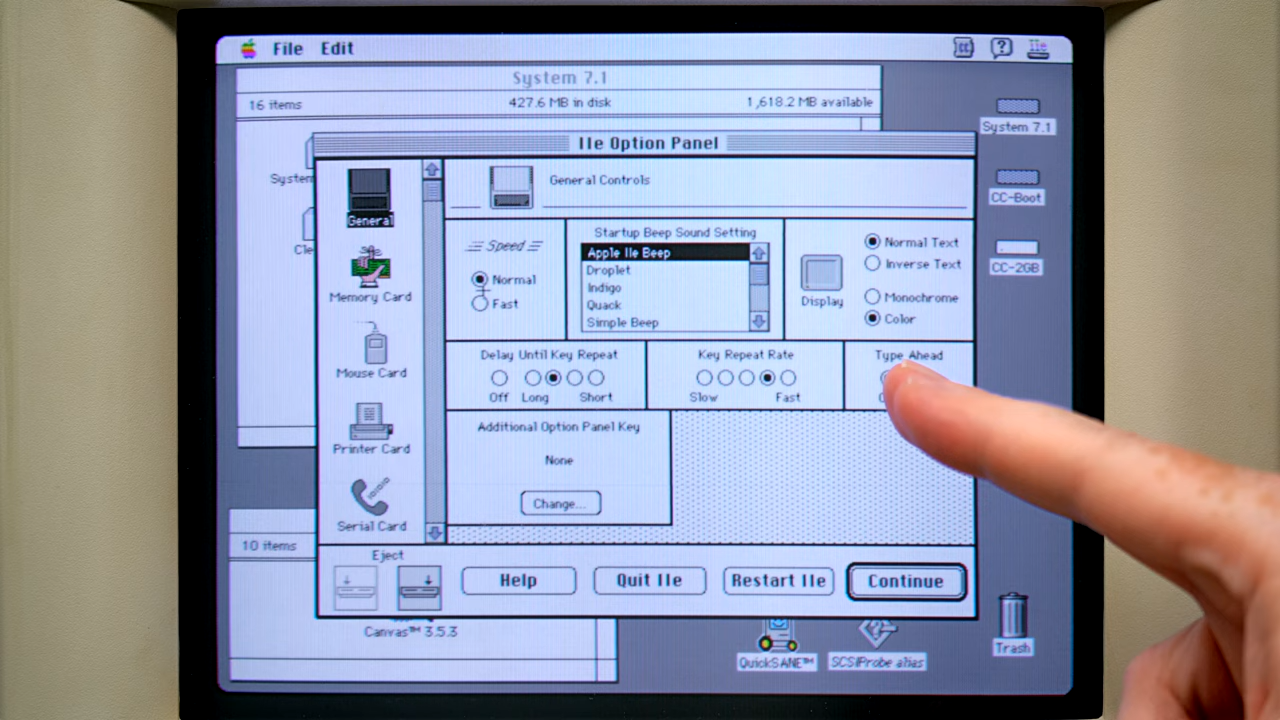 File Edit
System 7.1
16 items 427.6 MB in disk 1,618.2 MB available
System
Cle
IIe Option Panel
General
Memory Card
Mouse Card
Printer Card
Serial Card
General Controls
Speed
Normal
Fast
Startup Beep Sound Setting
Apple IIe Beep
Droplet
Indigo
Quack
Simple Beep
Display
Normal Text
Inverse Text
Monochrome
Color
Delay Until Key Repeat
Off Long Short
Key Repeat Rate
Slow Fast
Type Ahead
Additional Option Panel Key
None
Change...
Eject
Help
Quit IIe
Restart IIe
Continue
10 items
Canvas™ 3.5.3
IIe
System 7.1
CC-Boot
CC-2GB
QuickSANE™
SCSIProbe alias
Trash